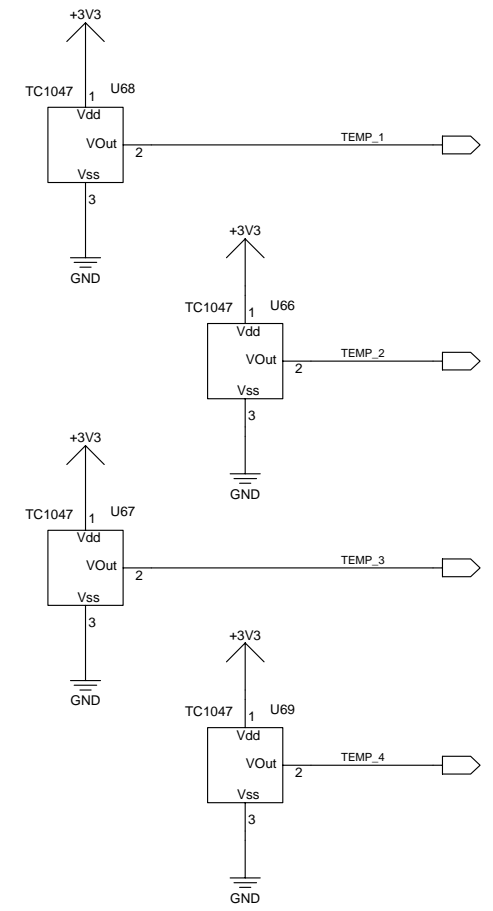 +3V3
TC1047 1 U68
Vdd
VOut 2 TEMP_1
Vss
3
GND
+3V3
TC1047 1 U66
Vdd
VOut 2 TEMP_2
Vss
3
GND
+3V3
TC1047 1 U67
Vdd
VOut 2 TEMP_3
Vss
3
GND
+3V3
TC1047 1 U69
Vdd
VOut 2 TEMP_4
Vss
3
GND